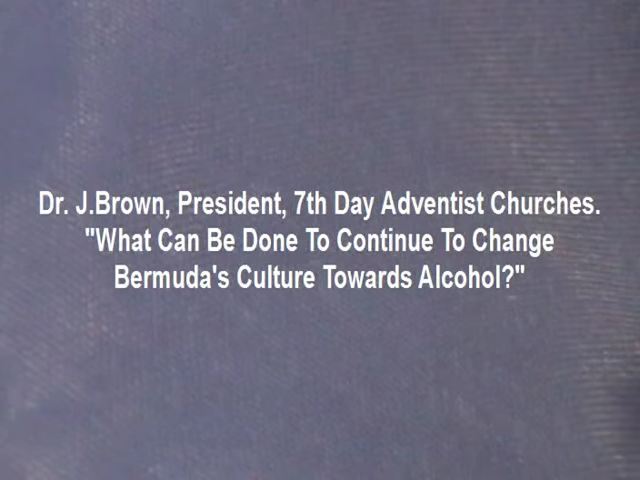 Dr. J.Brown, President, 7th Day Adventist Churches.
"What Can Be Done To Continue To Change
Bermuda's Culture Towards Alcohol?"